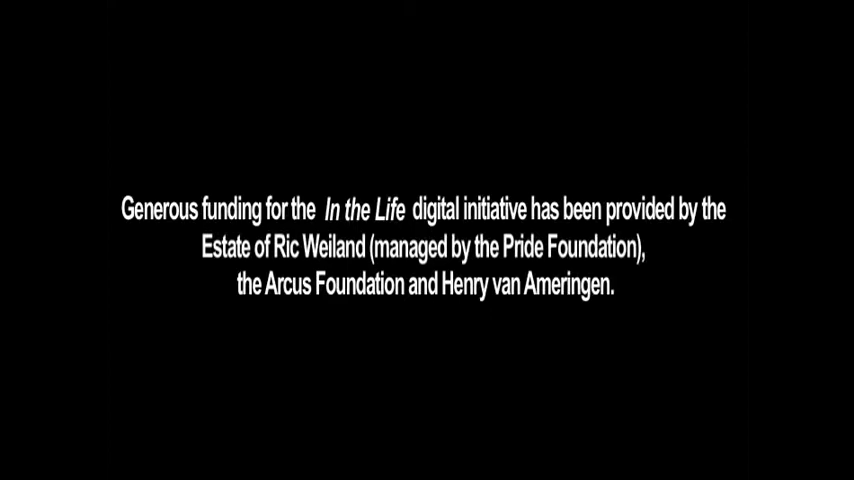 Generous funding for the In the Life digital initiative has been provided by the
Estate of Ric Weiland (managed by the Pride Foundation),
the Arcus Foundation and Henry van Ameringen.